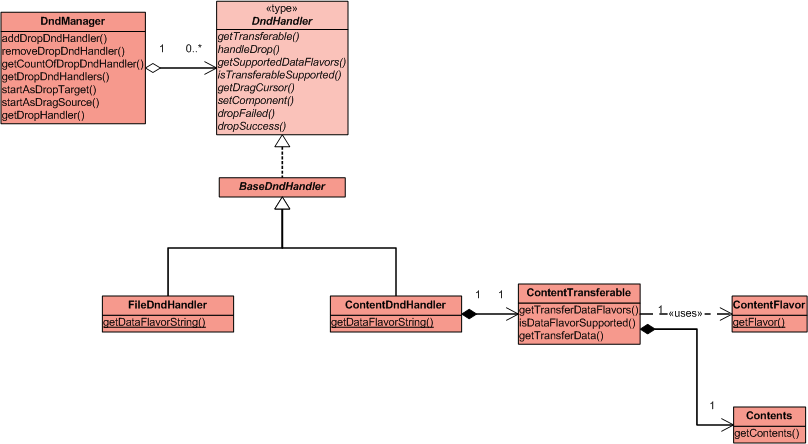 DndManager
addDropDndHandler()
removeDropDndHandler()
getCountOfDropDndHandler()
getDropDndHandlers()
startAsDropTarget()
startAsDragSource()
getDropHandler()
1
0..*
«type»
DndHandler
getTransferable()
handleDrop()
getSupportedDataFlavors()
isTransferableSupported()
getDragCursor()
setComponent()
dropFailed()
dropSuccess()
BaseDndHandler
FileDndHandler
getDataFlavorString()
ContentDndHandler
getDataFlavorString()
1
1
ContentTransferable
getTransferDataFlavors()
isDataFlavorSupported()
getTransferData()
1
«uses»
ContentFlavor
getFlavor()
1
Contents
getContents()